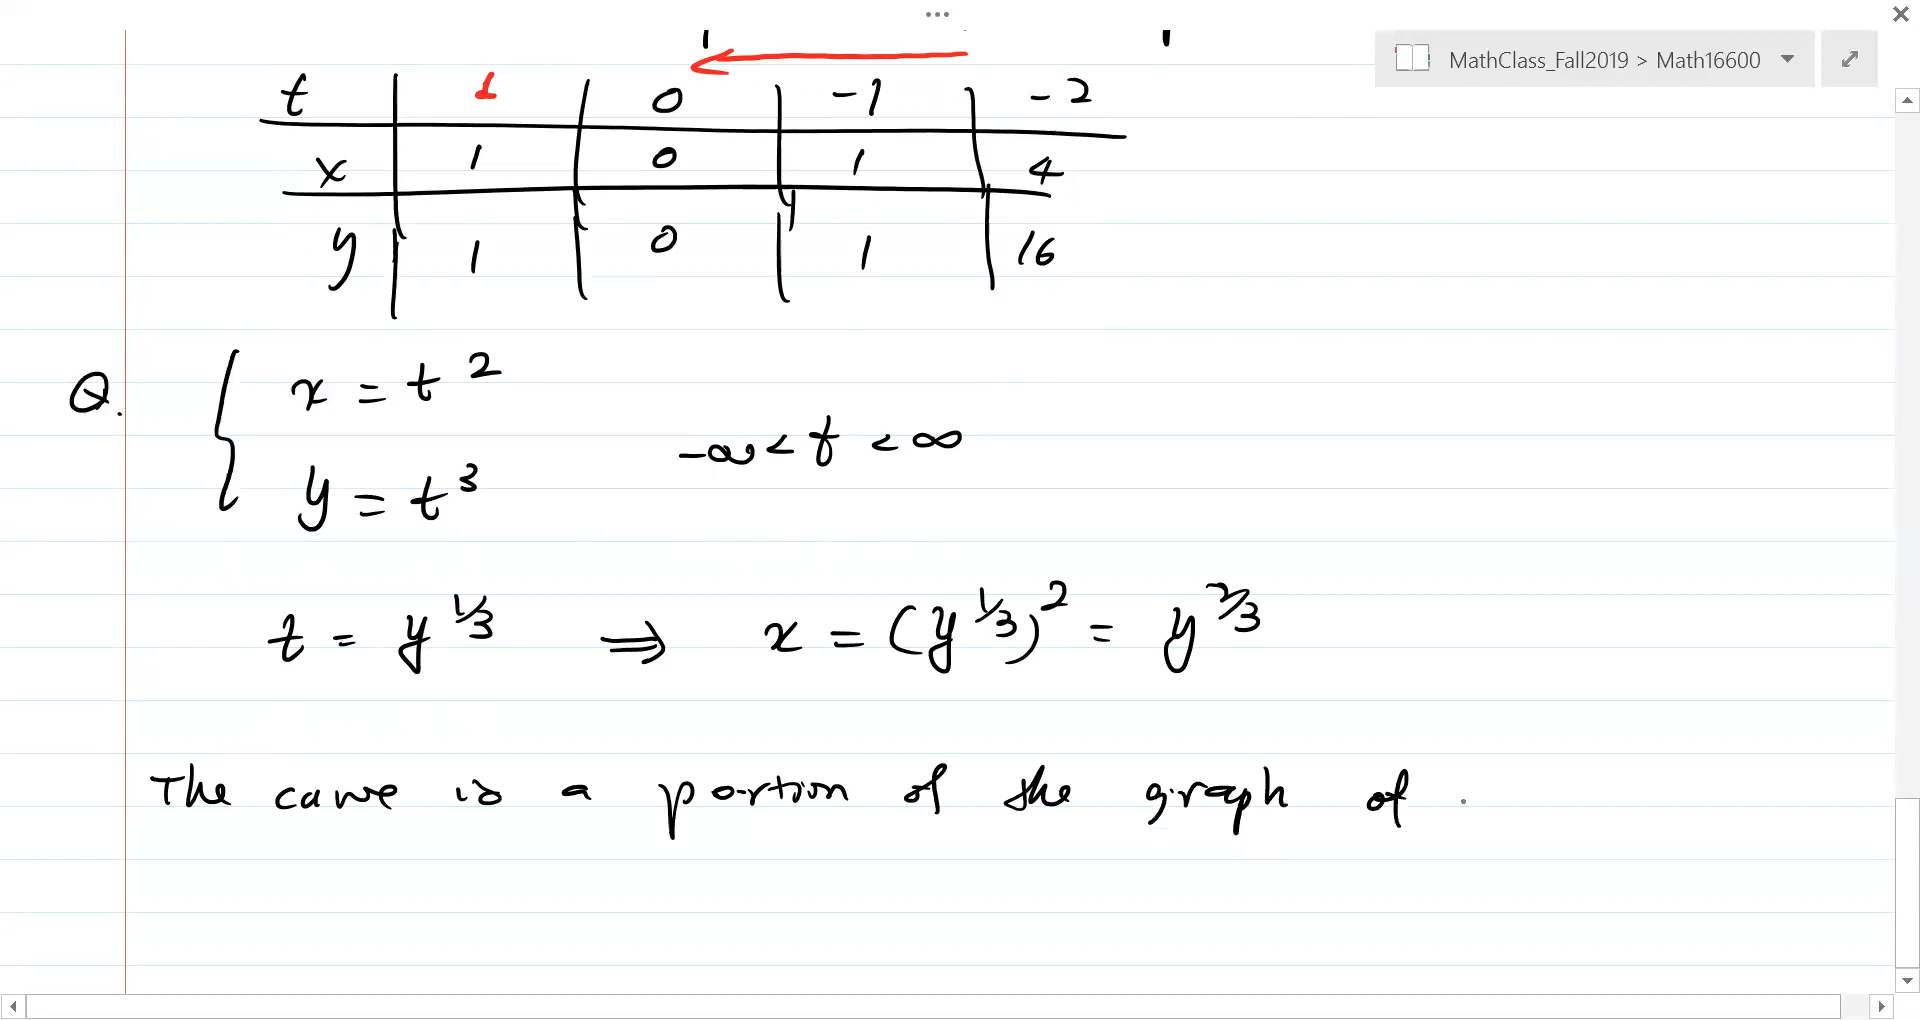 MathClass_Fall2019 > Math16600
t 1 0 -1 -2
x 1 0 1 4
y 1 0 1 16
Q. { x = t^2
y = t^3
-∞ < t < ∞
t = y^{1/3} ⇒ x = (y^{1/3})^2 = y^{2/3}
The curve is a portion of the graph of